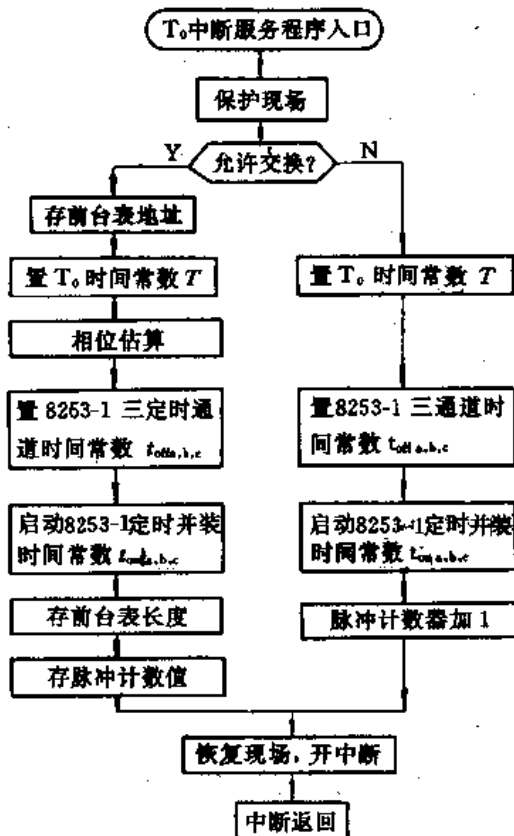 T₀中断服务程序入口
保护现场
Y
允许交换？
N
存前台表地址
置T₀时间常数T
相位估算
置8253-1三定时通
道时间常数 t_off a,b,c
启动8253-1定时并装
时间常数 t_on a,b,c
存前台表长度
存脉冲计数值
置T₀时间常数 T
置8253-1三通道时
间常数 t_off a,b,c
启动8253-1定时并装
时间常数 t_on a,b,c
脉冲计数器加1
恢复现场，开中断
中断返回